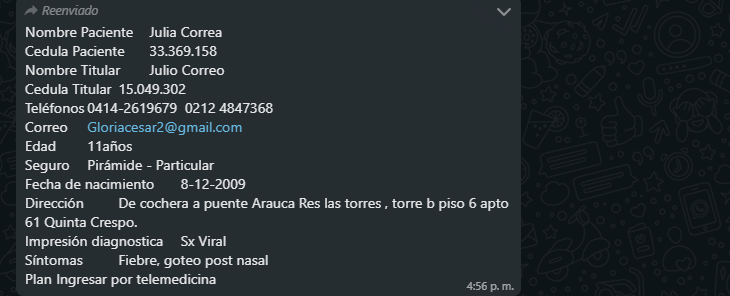 Reenviado
Nombre Paciente Julia Correa
Cedula Paciente 33.369.158
Nombre Titular Julio Correo
Cedula Titular 15.049.302
Teléfonos 0414-2619679 0212 4847368
Correo Gloriacesar2@gmail.com
Edad 11años
Seguro Pirámide - Particular
Fecha de nacimiento 8-12-2009
Dirección De cochera a puente Arauca Res las torres , torre b piso 6 apto
61 Quinta Crespo.
Impresión diagnostica Sx Viral
Síntomas Fiebre, goteo post nasal
Plan Ingresar por telemedicina
4:56 p. m.